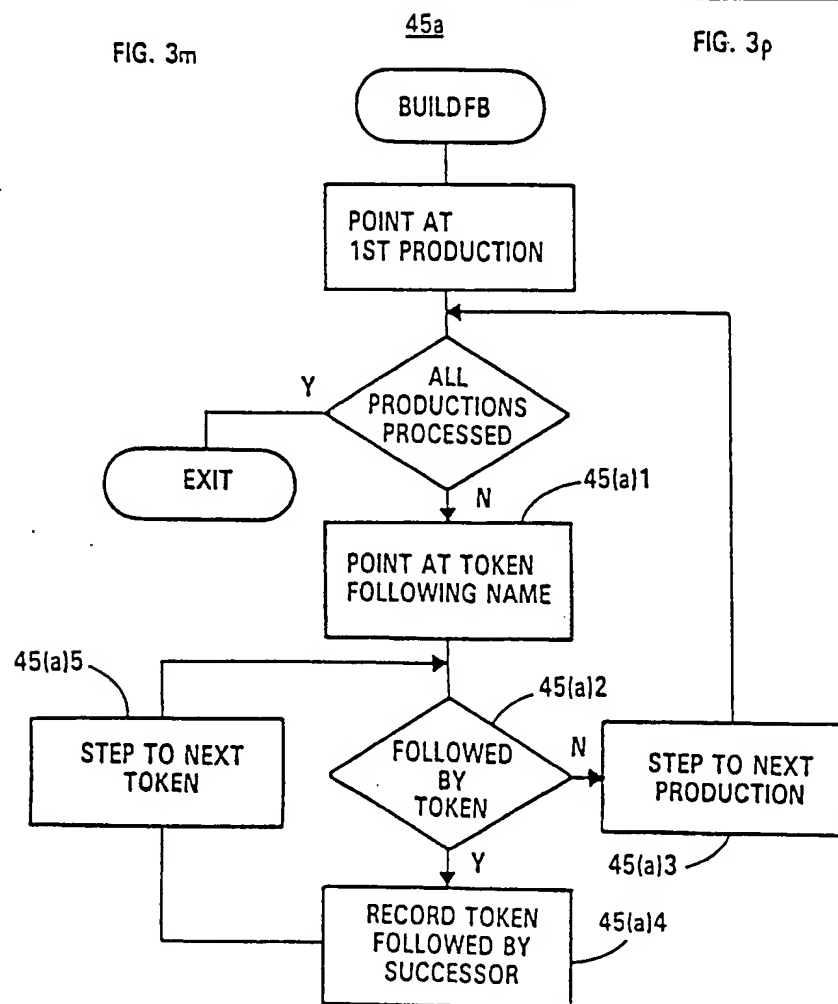 45a
FIG. 3m
FIG. 3p
BUILDFB
POINT AT
1ST PRODUCTION
ALL
PRODUCTIONS
PROCESSED
Y
EXIT
N
45(a)1
POINT AT TOKEN
FOLLOWING NAME
45(a)5
STEP TO NEXT
TOKEN
45(a)2
FOLLOWED
BY
TOKEN
N
STEP TO NEXT
PRODUCTION
45(a)3
Y
RECORD TOKEN
FOLLOWED BY
SUCCESSOR
45(a)4